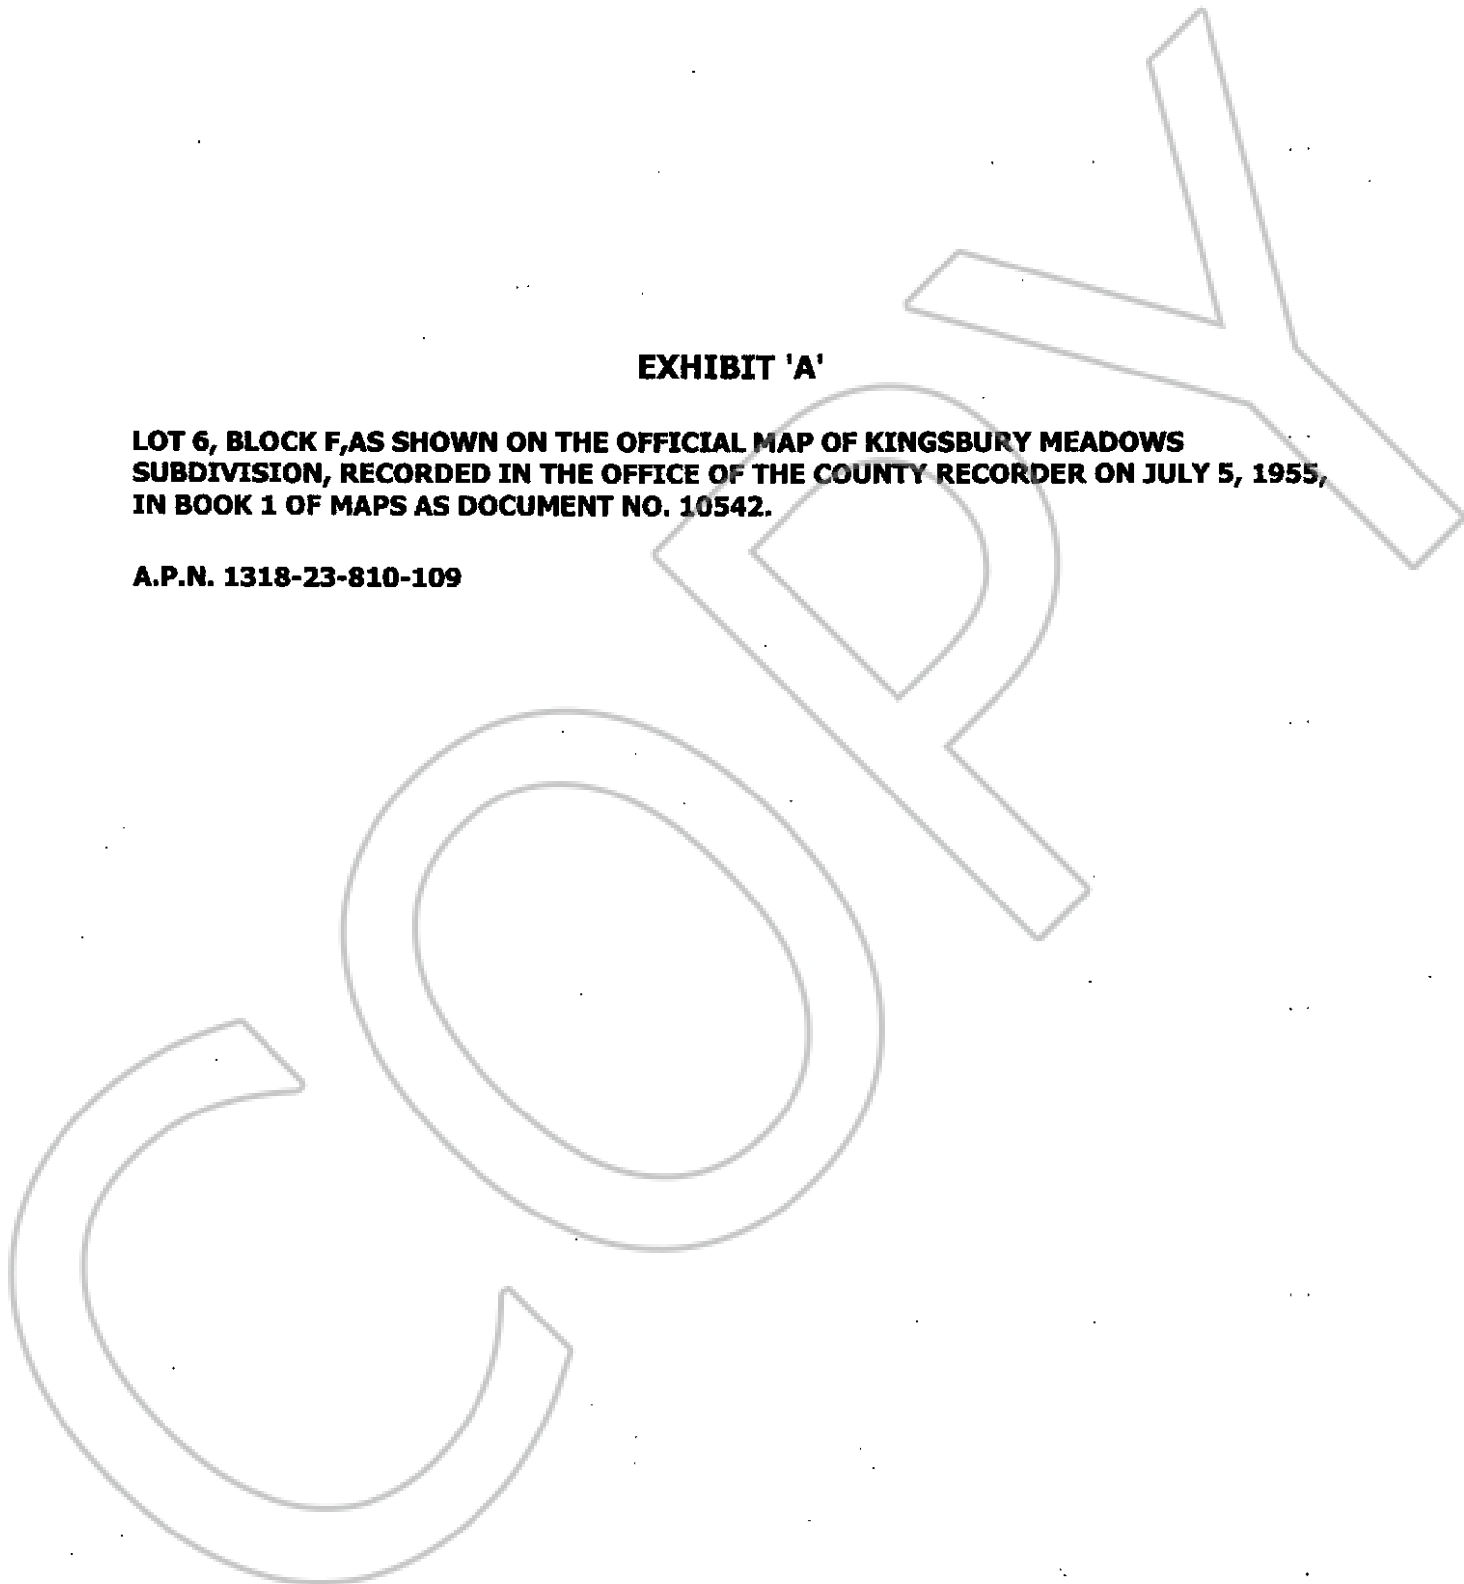 EXHIBIT 'A'
LOT 6, BLOCK F,AS SHOWN ON THE OFFICIAL MAP OF KINGSBURY MEADOWS
SUBDIVISION, RECORDED IN THE OFFICE OF THE COUNTY RECORDER ON JULY 5, 1955,
IN BOOK 1 OF MAPS AS DOCUMENT NO. 10542.
A.P.N. 1318-23-810-109
COPY